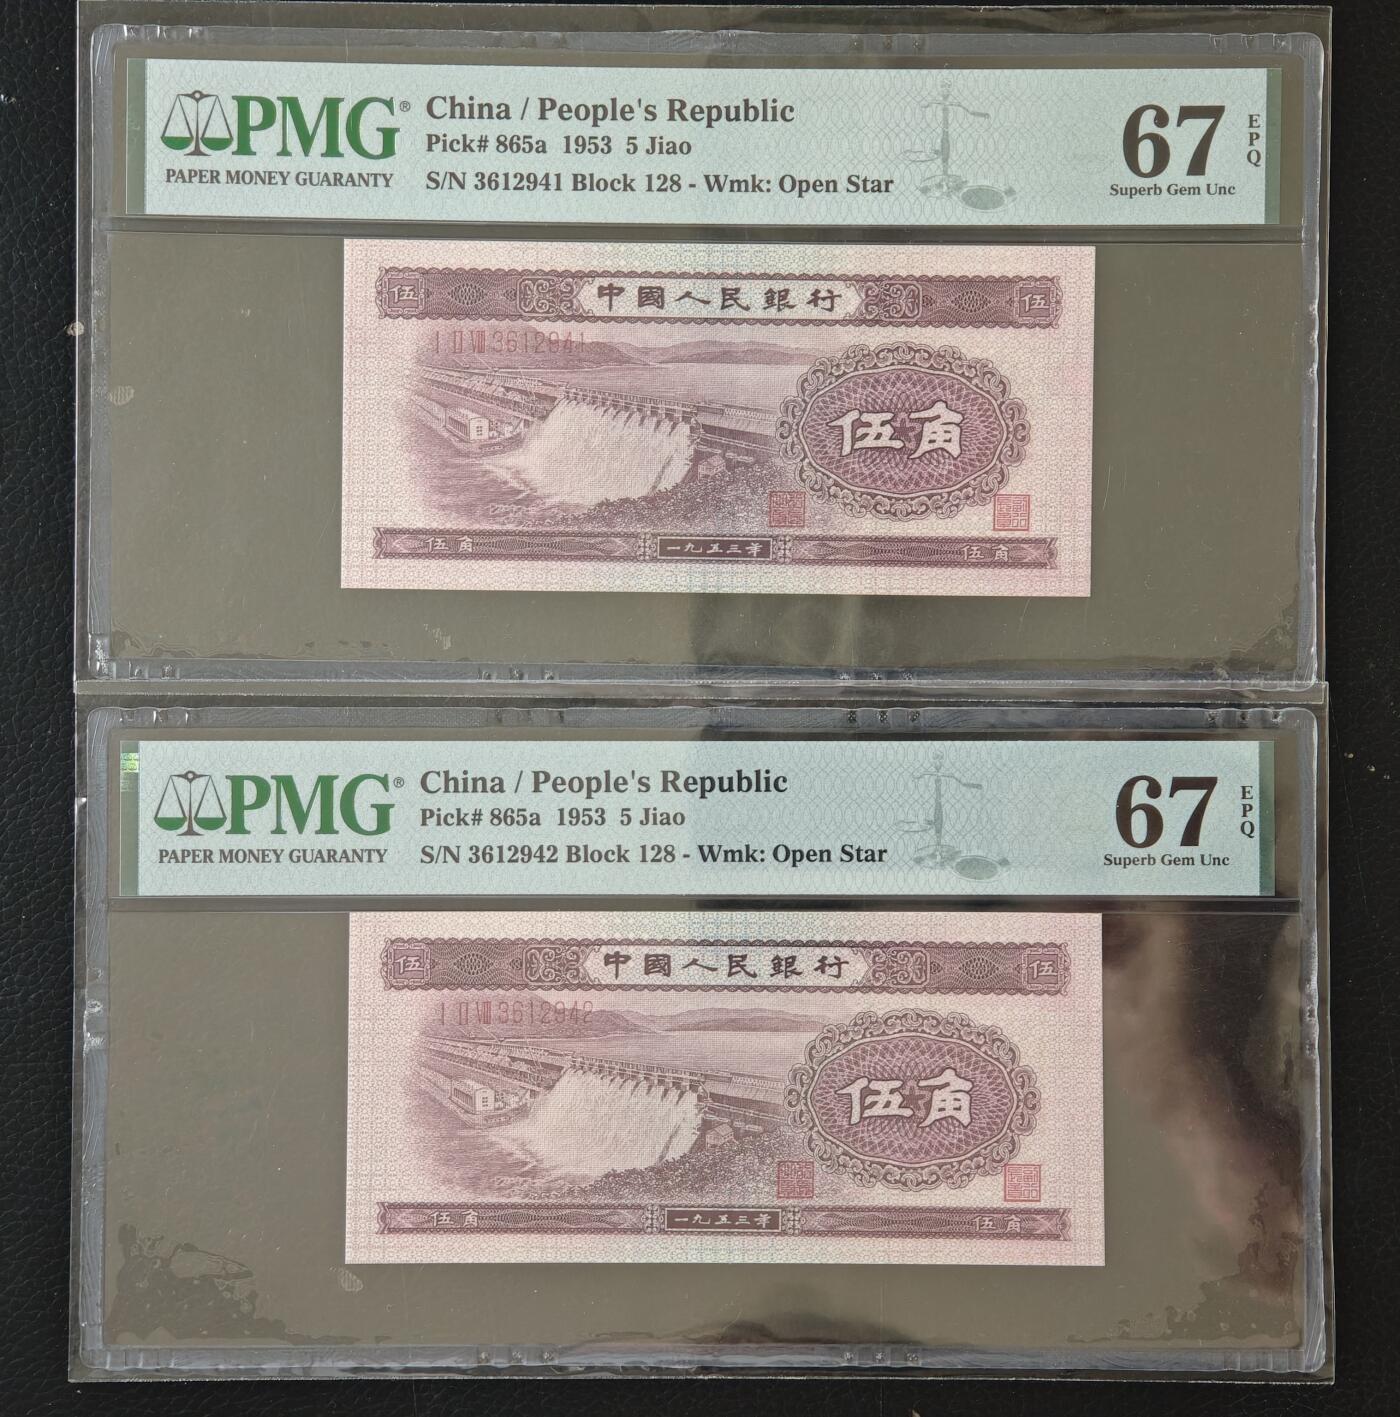 PMG®
PAPER MONEY GUARANTY
China / People's Republic
Pick# 865a 1953 5 Jiao
S/N 3612941 Block 128 - Wmk: Open Star
67
EPQ
Superb Gem Unc
伍 中國人民銀行 伍
I II VIII 3612941
伍角
伍角 一九五三年 伍角
PMG®
PAPER MONEY GUARANTY
China / People's Republic
Pick# 865a 1953 5 Jiao
S/N 3612942 Block 128 - Wmk: Open Star
67
EPQ
Superb Gem Unc
伍 中國人民銀行 伍
I II VIII 3612942
伍角
伍角 一九五三年 伍角